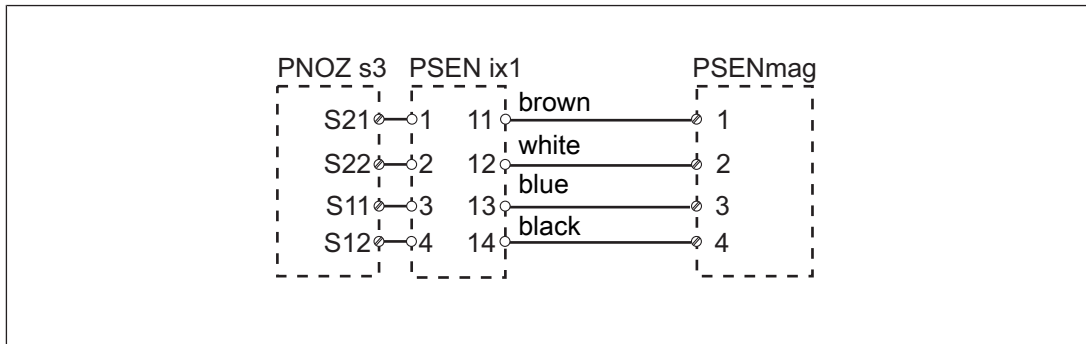 PNOZ s3 PSEN ix1 PSENmag
S21 1 11 brown 1
S22 2 12 white 2
S11 3 13 blue 3
S12 4 14 black 4